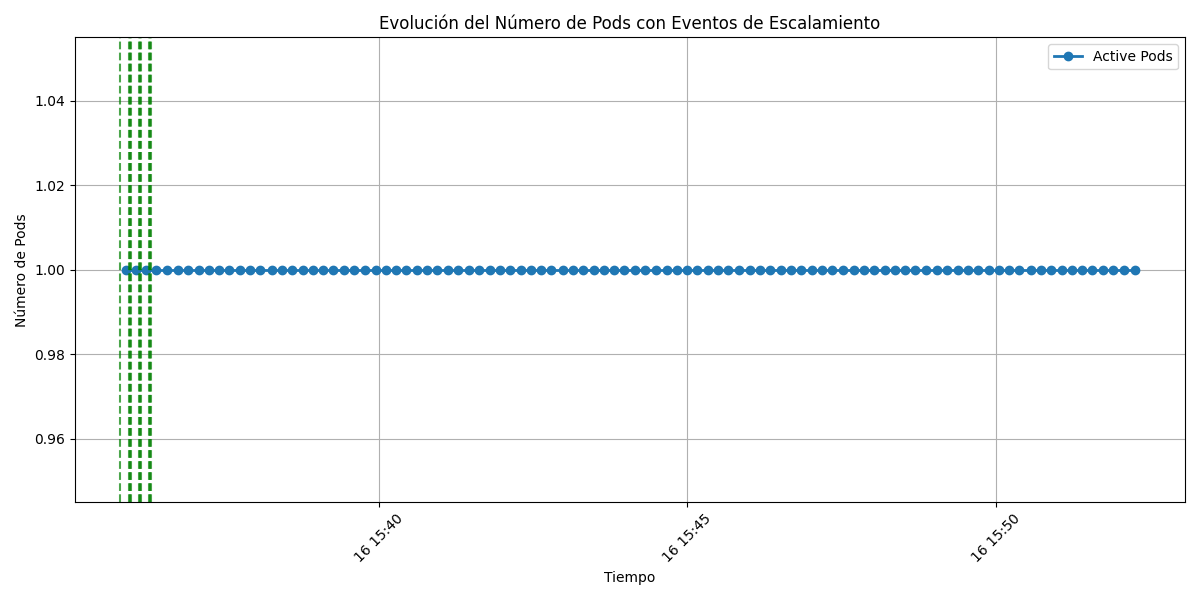 Evolución del Número de Pods con Eventos de Escalamiento
Active Pods
Número de Pods
1.04
1.02
1.00
0.98
0.96
16 15:40
16 15:45
16 15:50
Tiempo